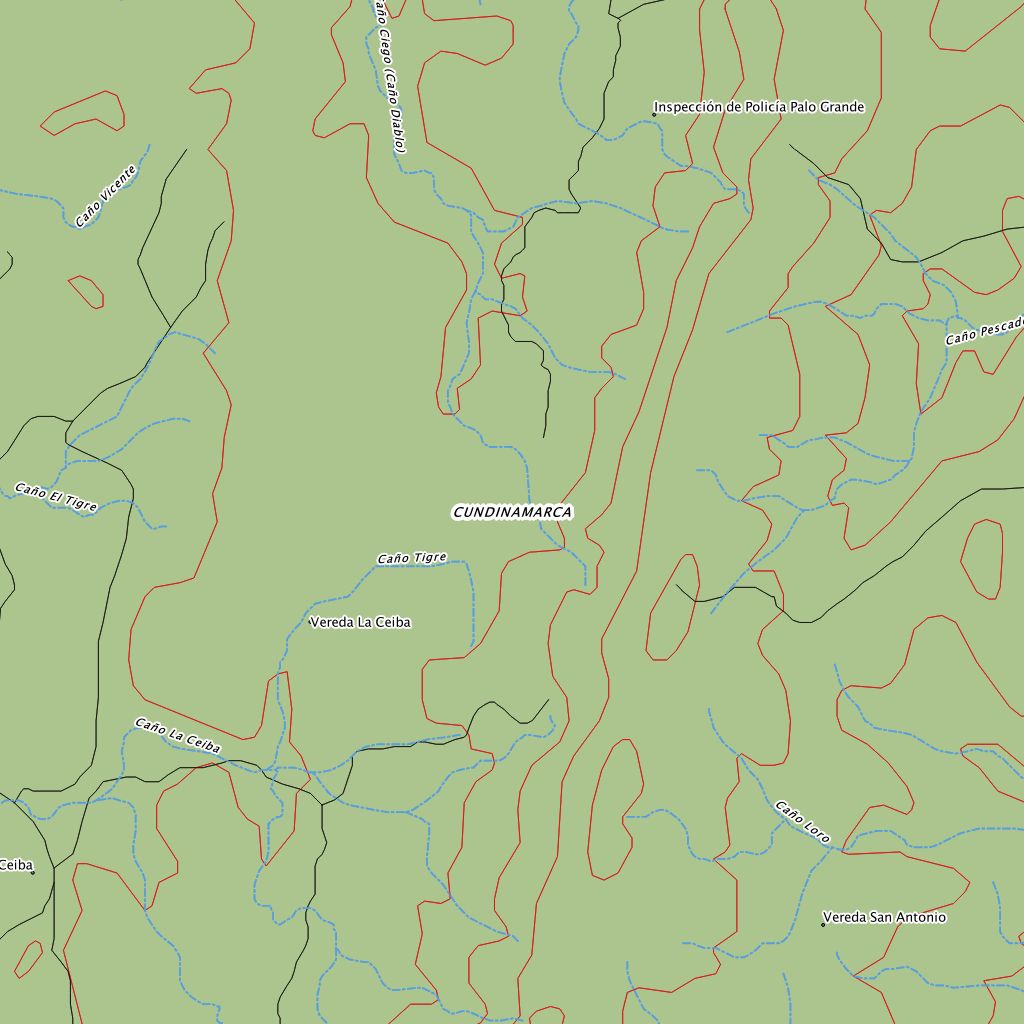 Caño Ciego (Caño Diablo)
Inspección de Policía Palo Grande
Caño Vicente
Caño Pescado
Caño El Tigre
CUNDINAMARCA
Caño Tigre
Vereda La Ceiba
Caño La Ceiba
Caño Loro
Ceiba
Vereda San Antonio